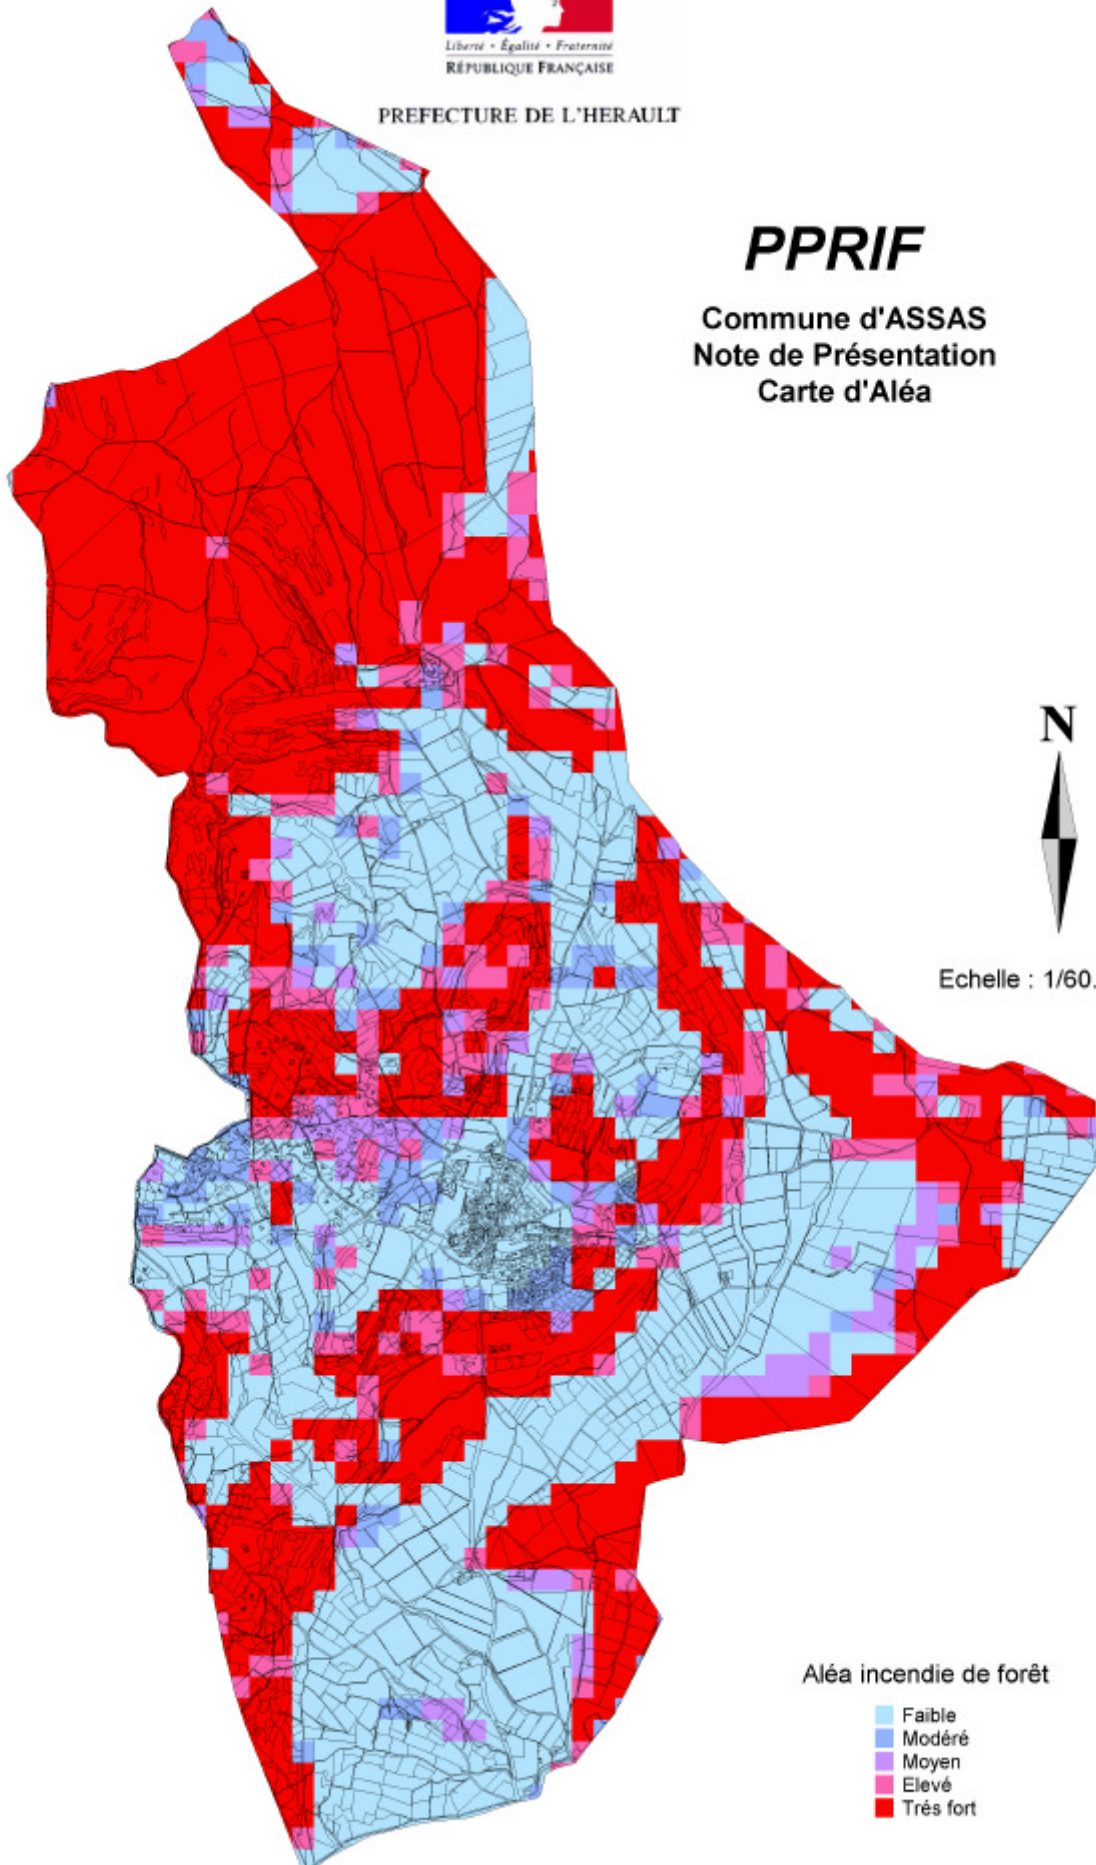 Liberté • Égalité • Fraternité
RÉPUBLIQUE FRANÇAISE
PREFECTURE DE L'HERAULT
PPRIF
Commune d'ASSAS
Note de Présentation
Carte d'Aléa
N
Echelle : 1/60.
Aléa incendie de forêt
Faible
Modéré
Moyen
Elevé
Trés fort